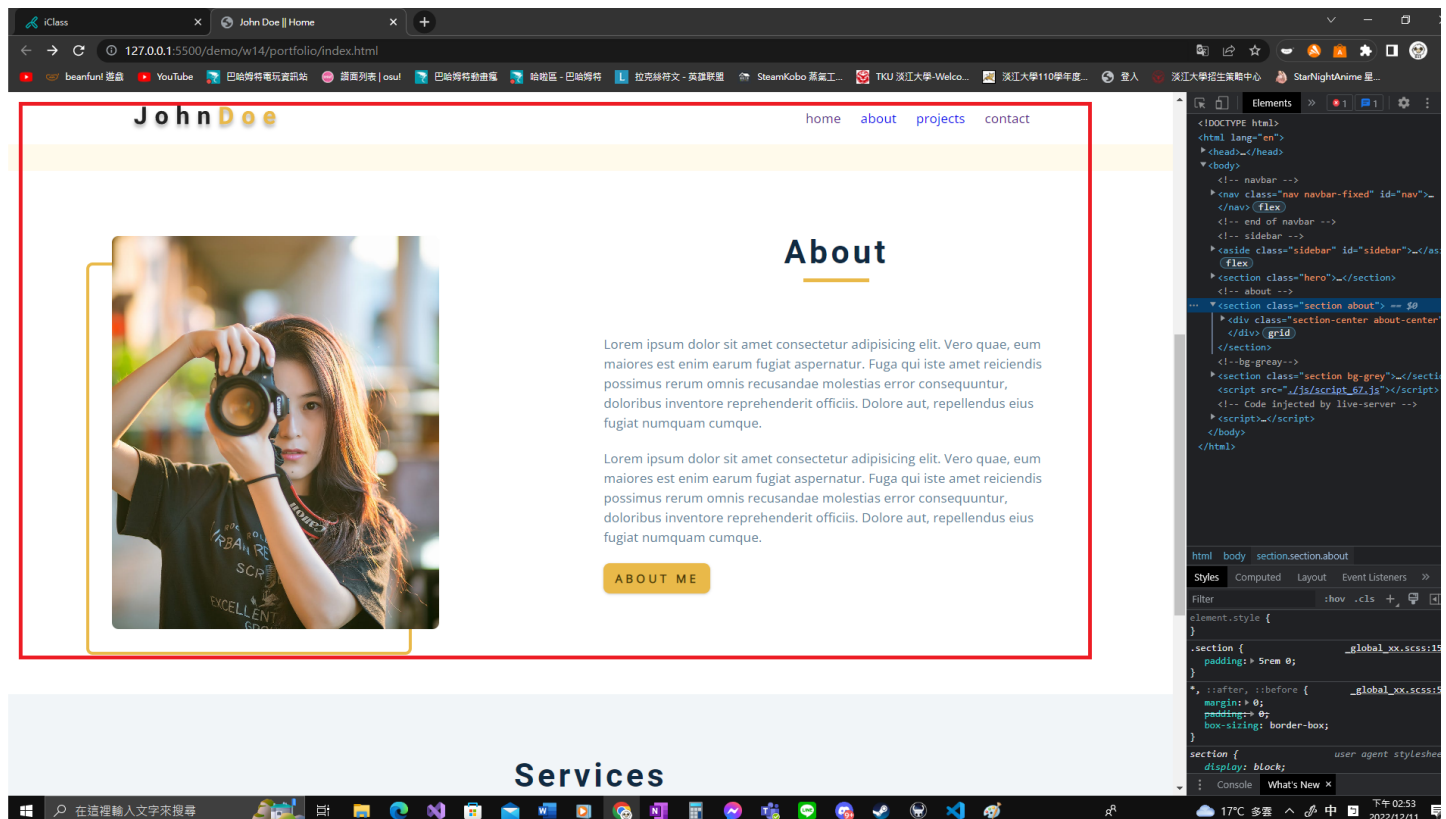 iClass
John Doe || Home
127.0.0.1:5500/demo/w14/portfolio/index.html
beanfun! 遊戲 YouTube 巴哈姆特電玩資訊站 譜面列表 | osu! 巴哈姆特動畫瘋 哈啦區 - 巴哈姆特 拉克絲符文 - 英雄聯盟 SteamKobo 蒸氣工... TKU 淡江大學-Welco... 淡江大學110學年度... 登入 淡江大學招生策略中心 StarNightAnime 星...
JohnDoe
home about projects contact
About
Lorem ipsum dolor sit amet consectetur adipisicing elit. Vero quae, eum
maiores est enim earum fugiat aspernatur. Fuga qui iste amet reiciendis
possimus rerum omnis recusandae molestias error consequuntur,
doloribus inventore reprehenderit officiis. Dolore aut, repellendus eius
fugiat numquam cumque.
Lorem ipsum dolor sit amet consectetur adipisicing elit. Vero quae, eum
maiores est enim earum fugiat aspernatur. Fuga qui iste amet reiciendis
possimus rerum omnis recusandae molestias error consequuntur,
doloribus inventore reprehenderit officiis. Dolore aut, repellendus eius
fugiat numquam cumque.
ABOUT ME
Canon
URBAN RE
SCR
EXCELLENT
Services
Elements » 1 1
<!DOCTYPE html>
<html lang="en">
<head>…</head>
<body>
<!-- navbar -->
<nav class="nav navbar-fixed" id="nav">…
</nav> flex
<!-- end of navbar -->
<!-- sidebar -->
<aside class="sidebar" id="sidebar">…</as
flex
<section class="hero">…</section>
<!-- about -->
<section class="section about"> == $0
<div class="section-center about-center"
</div> grid
</section>
<!--bg-greay-->
<section class="section bg-grey">…</secti
<script src="./js/script_67.js"></script>
<!-- Code injected by live-server -->
<script>…</script>
</body>
</html>
html body section.section.about
Styles Computed Layout Event Listeners »
Filter :hov .cls +
element.style {
}
.section { _global_xx.scss:15
padding: 5rem 0;
}
*, ::after, ::before { _global_xx.scss:5
margin: 0;
padding: 0;
box-sizing: border-box;
}
section { user agent styleshee
display: block;
Console What's New ×
在這裡輸入文字來搜尋
17°C 多雲 中 下午 02:53
2022/12/11